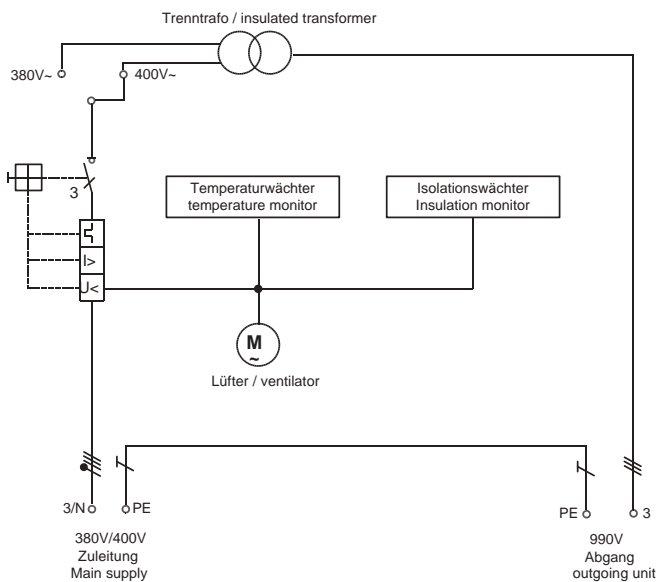 Trenntrafo / insulated transformer
380V~
400V~
3
Temperaturwächter
temperature monitor
Isolationswächter
Insulation monitor
I>
U<
M
~
Lüfter / ventilator
3/N
PE
PE
3
380V/400V
Zuleitung
Main supply
990V
Abgang
outgoing unit